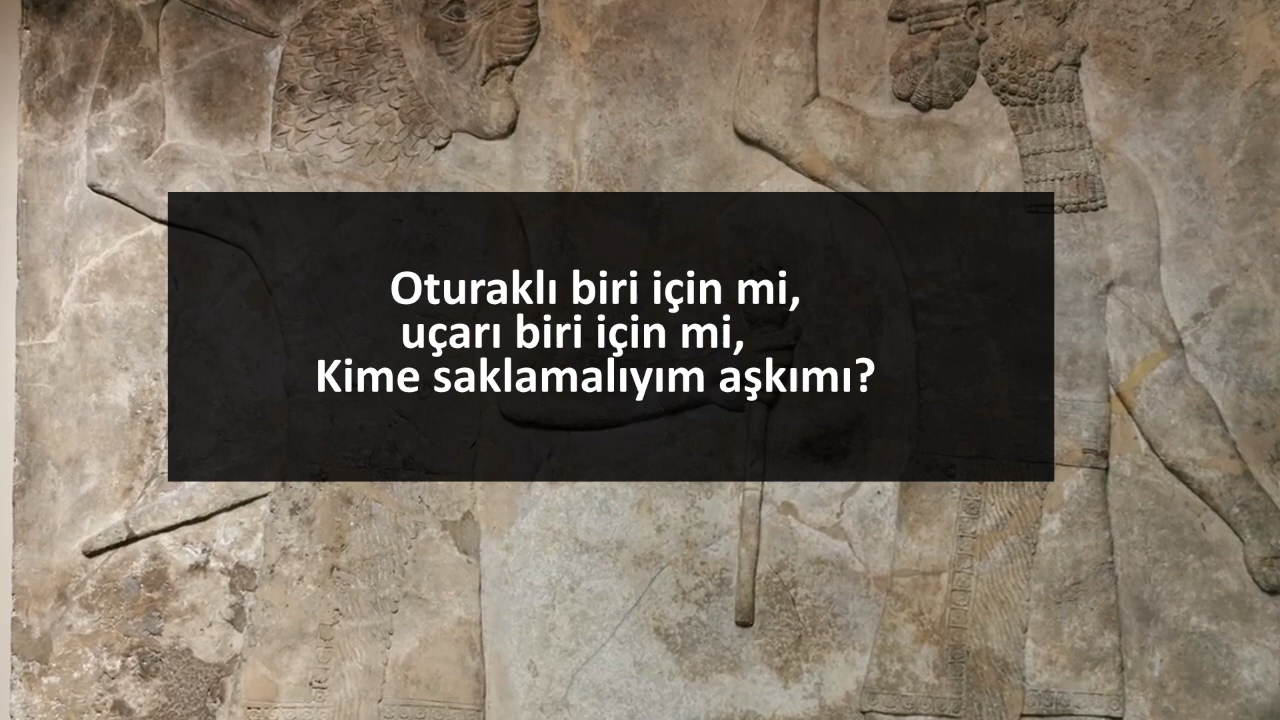 Oturaklı biri için mi,
uçarı biri için mi,
Kime saklamalıyım aşkımı?